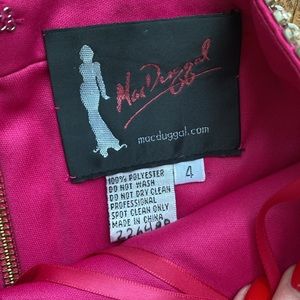 Mac Duggal
macduggal.com
100% POLYESTER
DO NOT WASH
DO NOT DRY CLEAN
PROFESSIONAL
SPOT CLEAN ONLY
MADE IN CHINA
4